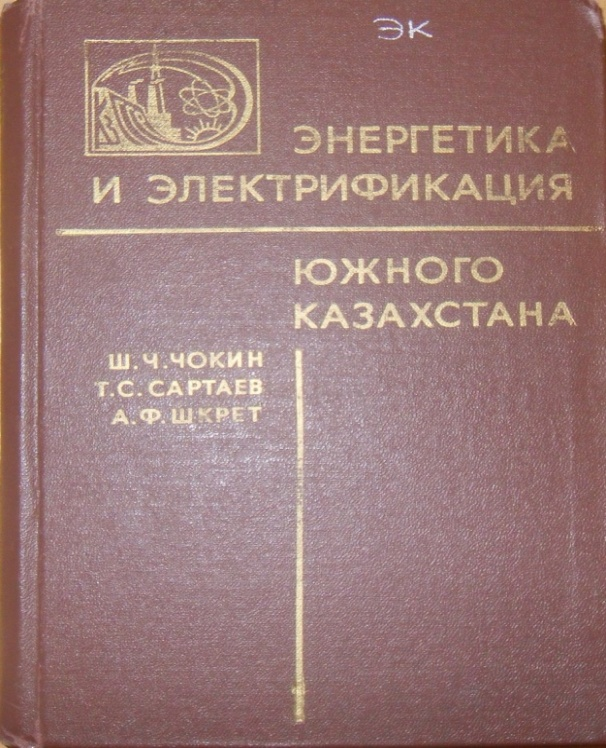 ЭК
ЭНЕРГЕТИКА
И ЭЛЕКТРИФИКАЦИЯ
ЮЖНОГО
КАЗАХСТАНА
Ш.Ч.ЧОКИН
Т.С.САРТАЕВ
А.Ф.ШКРЕТ